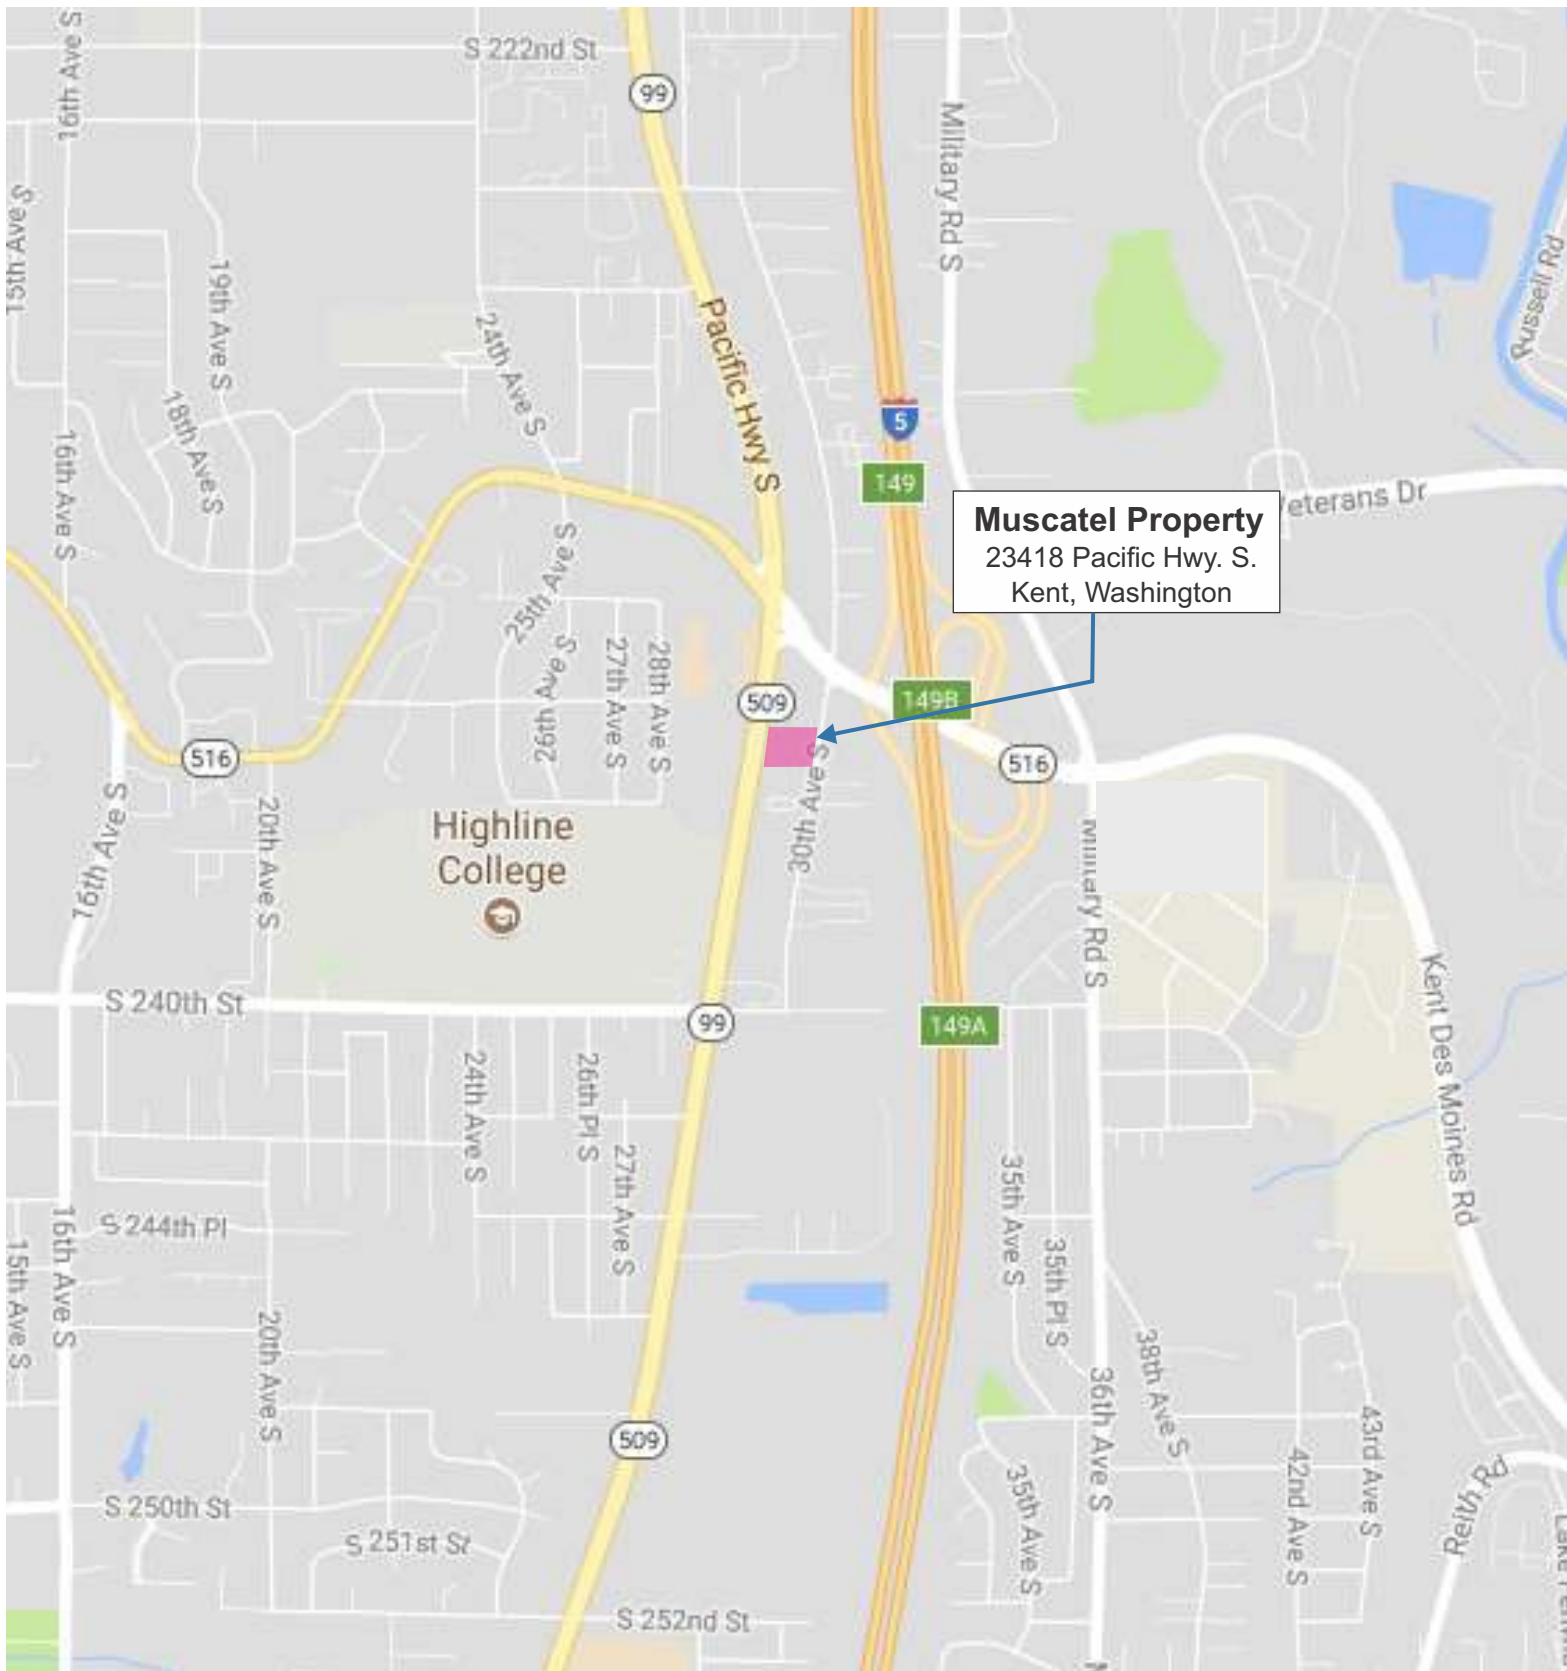 16th Ave S
S 222nd St
99
Military Rd S
15th Ave S
19th Ave S
Russell Rd
24th Ave S
Pacific Hwy S
18th Ave S
5
16th Ave S
149
Veterans Dr
Muscatel Property
23418 Pacific Hwy. S.
Kent, Washington
25th Ave S
26th Ave S
27th Ave S
28th Ave S
509
149B
516
516
16th Ave S
20th Ave S
Highline
College
30th Ave S
Military Rd S
S 240th St
99
149A
Kent Des Moines Rd
24th Ave S
26th Pl S
27th Ave S
35th Ave S
35th Pl S
S 244th Pl
16th Ave S
15th Ave S
20th Ave S
38th Ave S
36th Ave S
43rd Ave S
42nd Ave S
509
35th Ave S
Reith Rd
S 250th St
S 251st St
S 252nd St